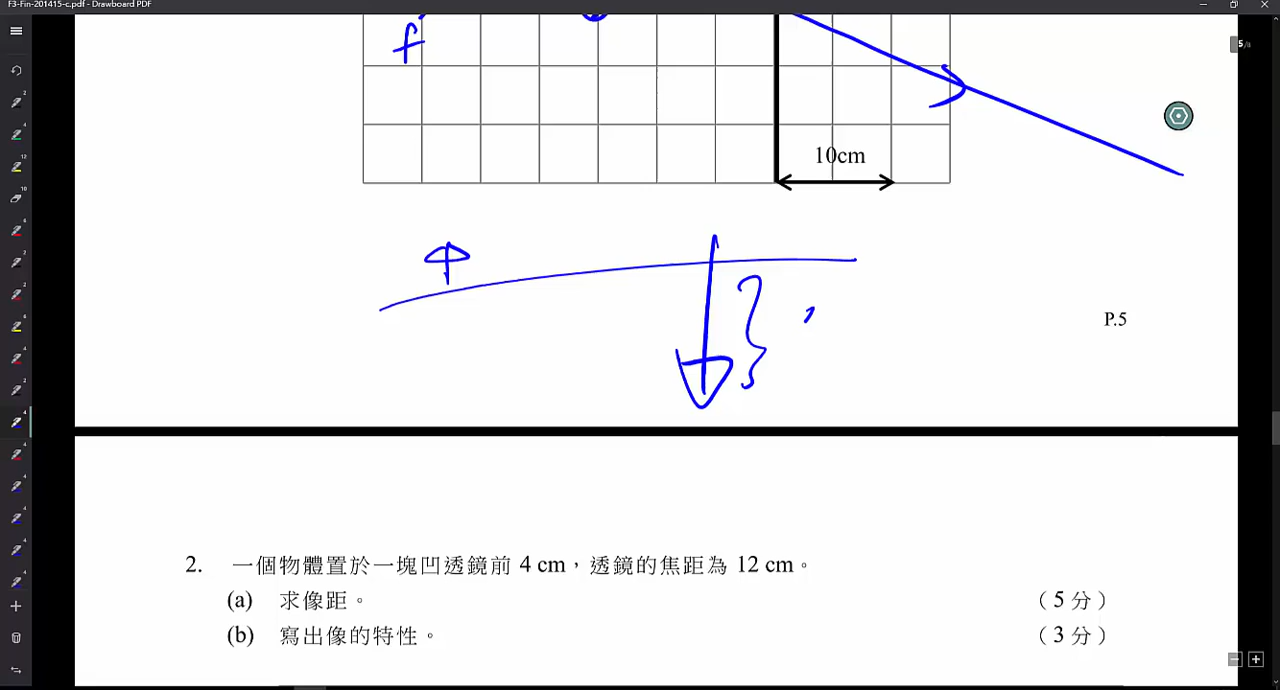 F3-Fin-201415-c.pdf - Drawboard PDF
f
5/8
10cm
P.5
2. 一個物體置於一塊凹透鏡前 4 cm，透鏡的焦距為 12 cm。
(a) 求像距。 （5 分）
(b) 寫出像的特性。 （3 分）